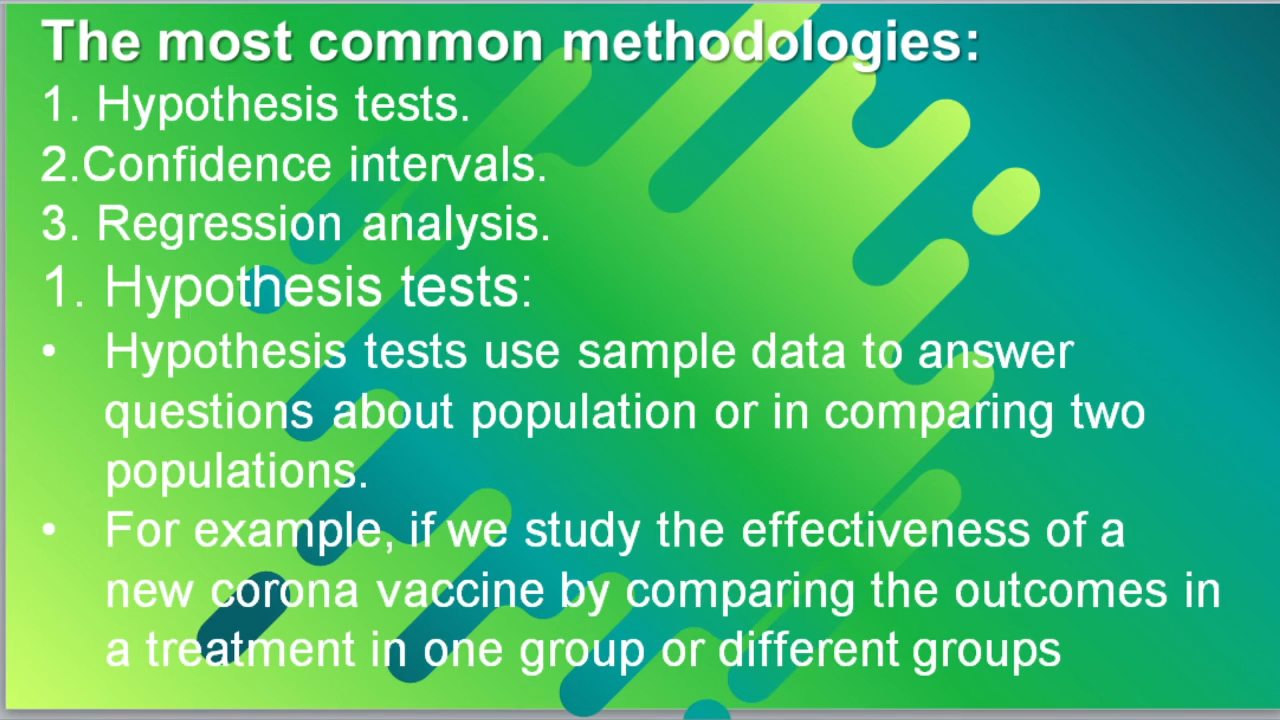 The most common methodologies:
1. Hypothesis tests.
2.Confidence intervals.
3. Regression analysis.
1. Hypothesis tests:
• Hypothesis tests use sample data to answer
questions about population or in comparing two
populations.
• For example, if we study the effectiveness of a
new corona vaccine by comparing the outcomes in
a treatment in one group or different groups